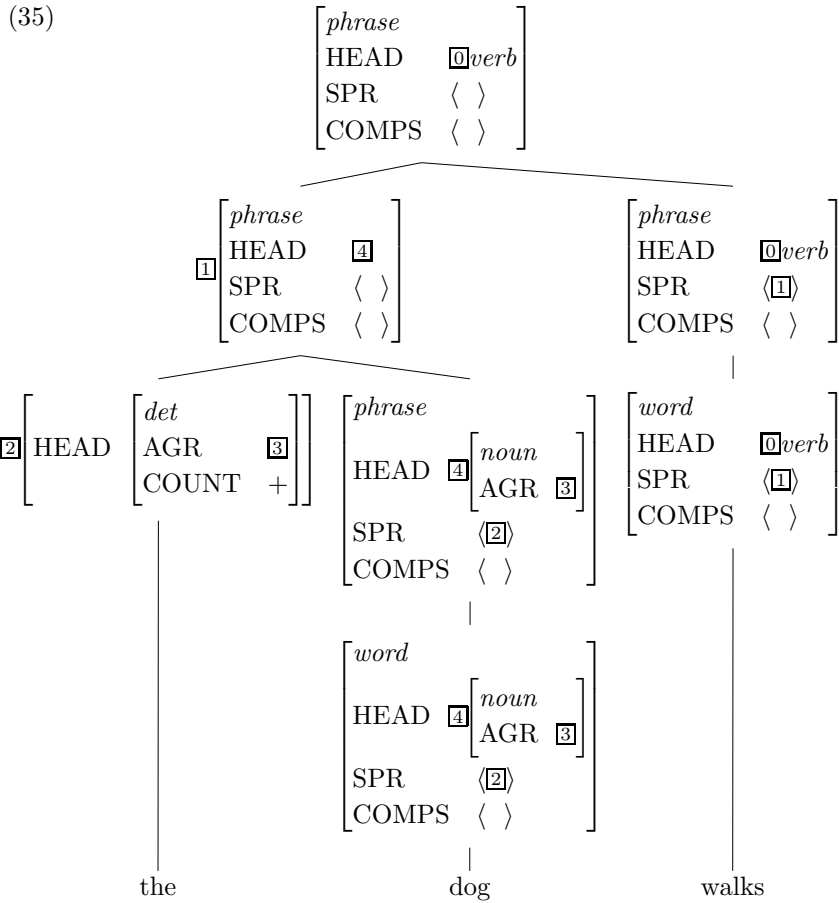 (35)
phrase
HEAD 0 verb
SPR ⟨ ⟩
COMPS ⟨ ⟩
1 phrase
HEAD 4
SPR ⟨ ⟩
COMPS ⟨ ⟩
phrase
HEAD 0 verb
SPR ⟨1⟩
COMPS ⟨ ⟩
2 HEAD det
AGR 3
COUNT +
phrase
HEAD 4 noun
AGR 3
SPR ⟨2⟩
COMPS ⟨ ⟩
word
HEAD 0 verb
SPR ⟨1⟩
COMPS ⟨ ⟩
word
HEAD 4 noun
AGR 3
SPR ⟨2⟩
COMPS ⟨ ⟩
the dog walks